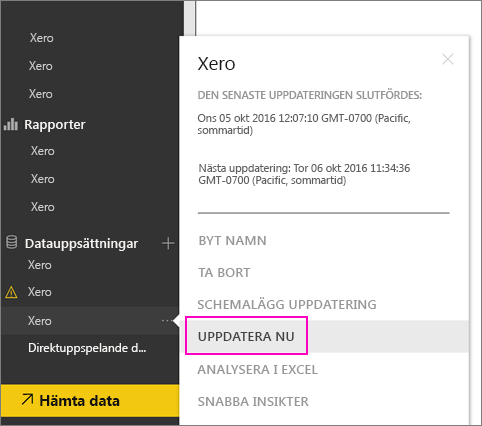 Xero
Xero
Xero
Rapporter
Xero
Xero
Xero
Datauppsättningar
Xero
Xero
Xero
Direktuppspelande d...
Hämta data
Xero
DEN SENASTE UPPDATERINGEN SLUTFÖRDES:
Ons 05 okt 2016 12:07:10 GMT-0700 (Pacific,
sommartid)
Nästa uppdatering: Tor 06 okt 2016 11:34:36
GMT-0700 (Pacific, sommartid)
BYT NAMN
TA BORT
SCHEMALÄGG UPPDATERING
UPPDATERA NU
ANALYSERA I EXCEL
SNABBA INSIKTER